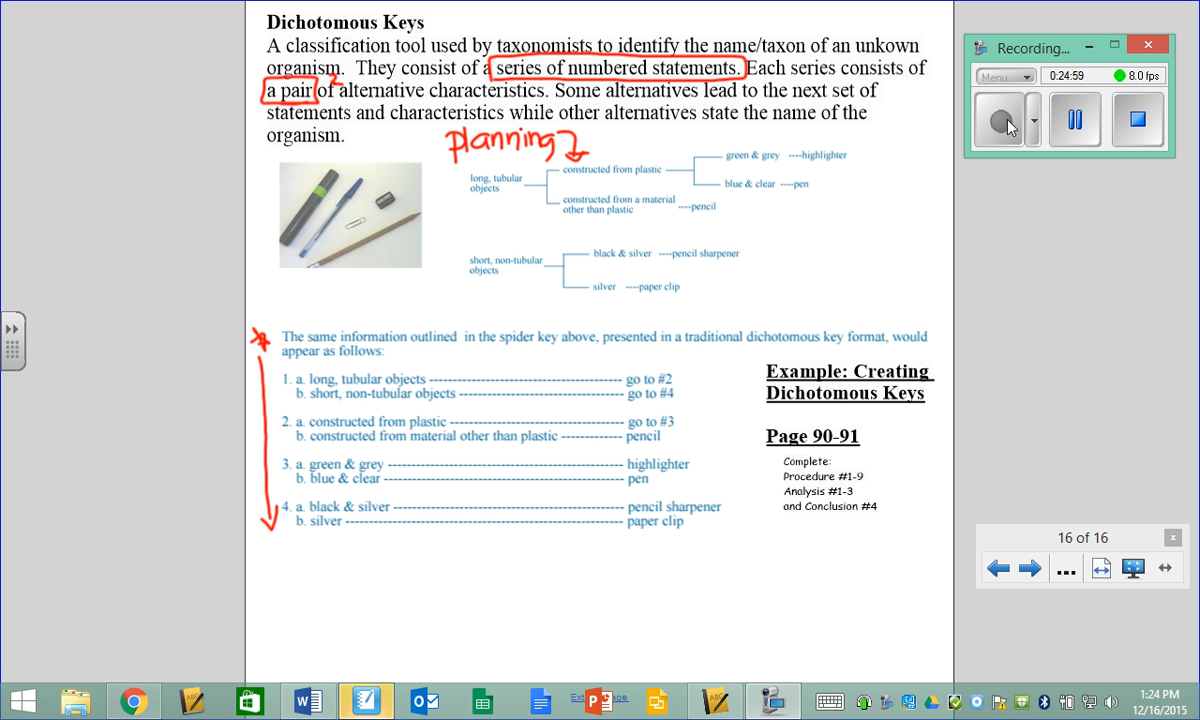 Dichotomous Keys
A classification tool used by taxonomists to identify the name/taxon of an unkown
organism. They consist of a series of numbered statements. Each series consists of
2
a pair of alternative characteristics. Some alternatives lead to the next set of
statements and characteristics while other alternatives state the name of the
organism.
planning
long, tubular
objects
constructed from plastic
green & grey ----highlighter
blue & clear ----pen
constructed from a material
other than plastic ----pencil
short, non-tubular
objects
black & silver ----pencil sharpener
silver ----paper clip
The same information outlined in the spider key above, presented in a traditional dichotomous key format, would
appear as follows:
1. a. long, tubular objects ---------------------------------------- go to #2
b. short, non-tubular objects ---------------------------------- go to #4
2. a. constructed from plastic ------------------------------------ go to #3
b. constructed from material other than plastic ------------ pencil
3. a. green & grey ------------------------------------------------ highlighter
b. blue & clear ------------------------------------------------- pen
4. a. black & silver ----------------------------------------------- pencil sharpener
b. silver --------------------------------------------------------- paper clip
Example: Creating
Dichotomous Keys
Page 90-91
Complete:
Procedure #1-9
Analysis #1-3
and Conclusion #4
Recording...
Menu
0:24:59
8.0 fps
16 of 16
1:24 PM
12/16/2015